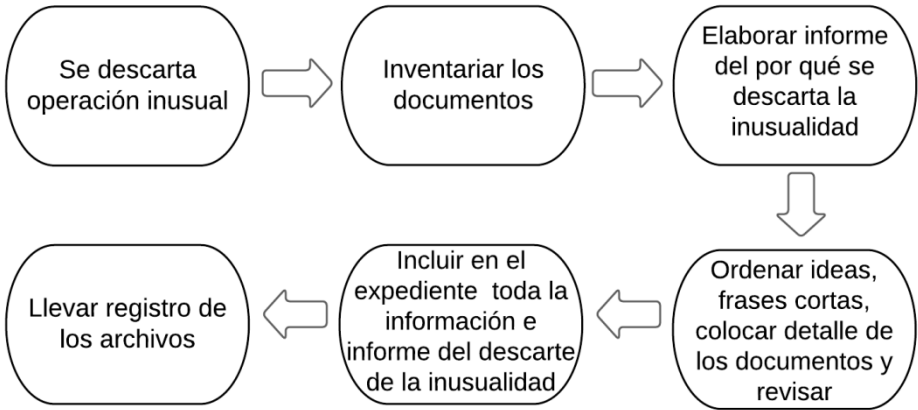 Se descarta
operación inusual
Inventariar los
documentos
Elaborar informe
del por qué se
descarta la
inusualidad
Ordenar ideas,
frases cortas,
colocar detalle de
los documentos y
revisar
Incluir en el
expediente toda la
información e
informe del descarte
de la inusualidad
Llevar registro de
los archivos